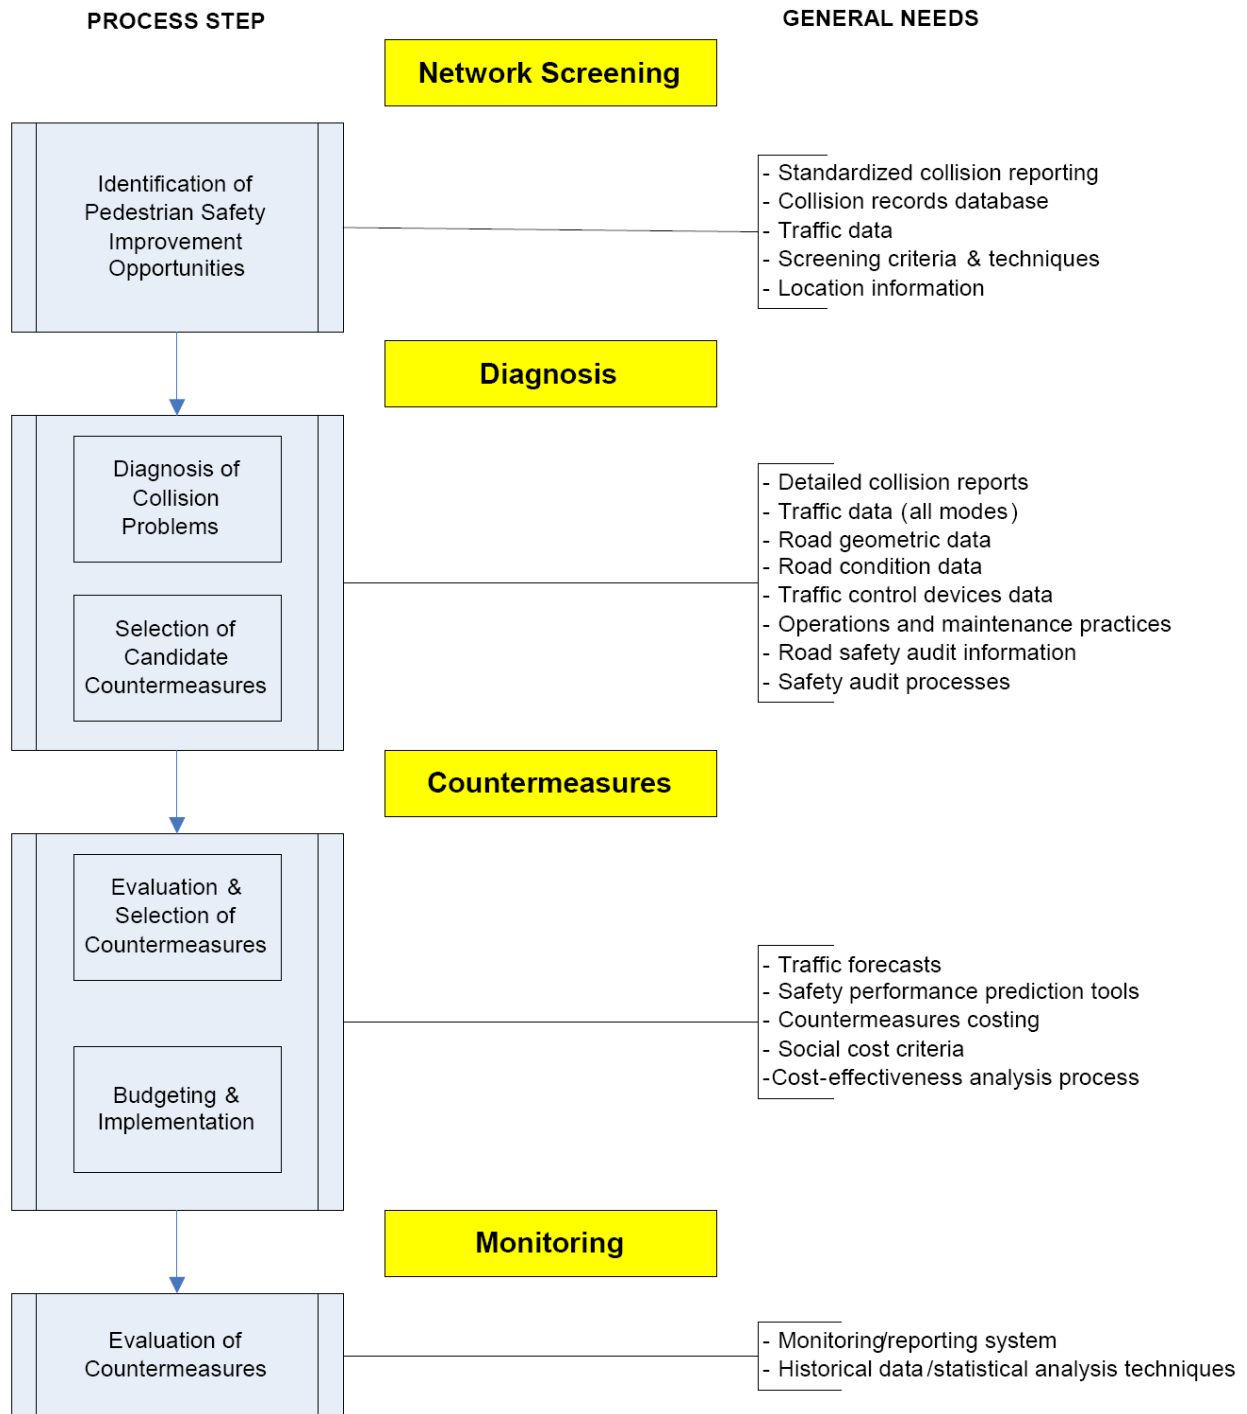 PROCESS STEP
GENERAL NEEDS
Network Screening
Identification of
Pedestrian Safety
Improvement
Opportunities
- Standardized collision reporting
- Collision records database
- Traffic data
- Screening criteria & techniques
- Location information
Diagnosis
Diagnosis of
Collision
Problems
Selection of
Candidate
Countermeasures
- Detailed collision reports
- Traffic data (all modes)
- Road geometric data
- Road condition data
- Traffic control devices data
- Operations and maintenance practices
- Road safety audit information
- Safety audit processes
Countermeasures
Evaluation &
Selection of
Countermeasures
Budgeting &
Implementation
- Traffic forecasts
- Safety performance prediction tools
- Countermeasures costing
- Social cost criteria
-Cost-effectiveness analysis process
Monitoring
Evaluation of
Countermeasures
- Monitoring/reporting system
- Historical data/statistical analysis techniques